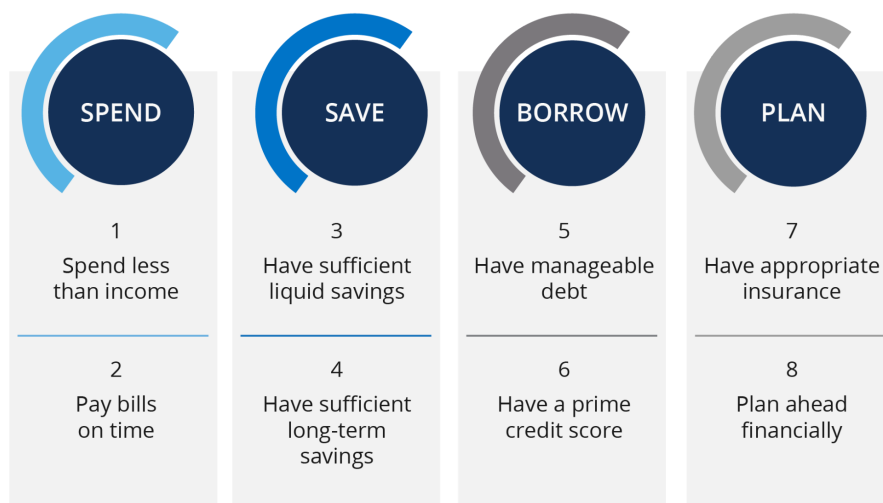 SPEND
1
Spend less
than income
2
Pay bills
on time
SAVE
3
Have sufficient
liquid savings
4
Have sufficient
long-term
savings
BORROW
5
Have manageable
debt
6
Have a prime
credit score
PLAN
7
Have appropriate
insurance
8
Plan ahead
financially